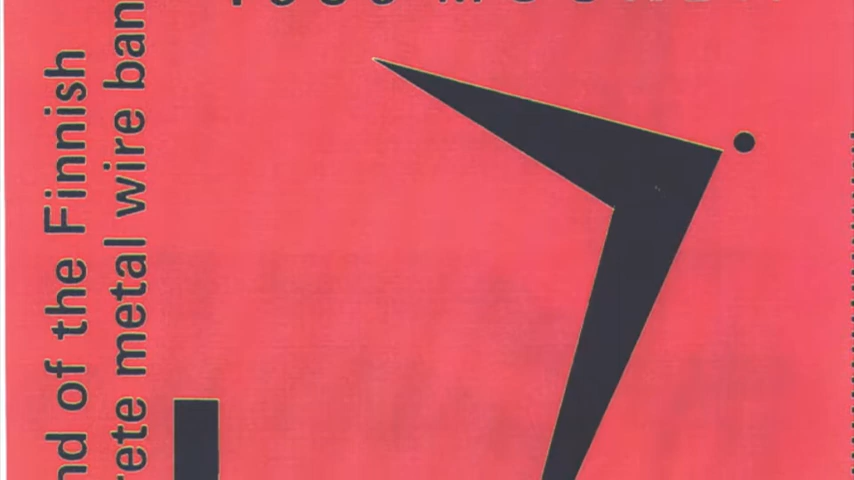 nd of the Finnish
rete metal wire ban